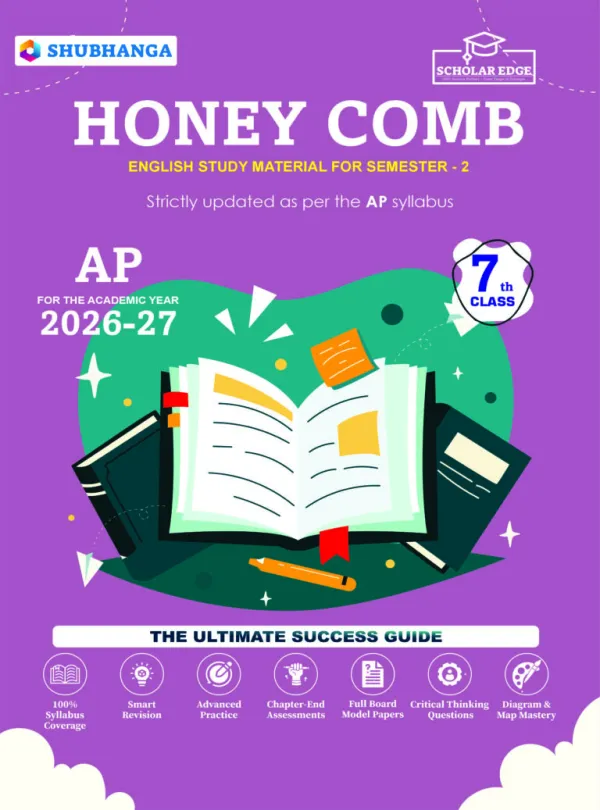 SHUBHANGA
SCHOLAR EDGE
HONEY COMB
ENGLISH STUDY MATERIAL FOR SEMESTER - 2
Strictly updated as per the AP syllabus
AP
FOR THE ACADEMIC YEAR
2026-27
7th
CLASS
THE ULTIMATE SUCCESS GUIDE
100%
Syllabus
Coverage
Smart
Revision
Advanced
Practice
Chapter-End
Assessments
Full Board
Model Papers
Critical Thinking
Questions
Diagram &
Map Mastery